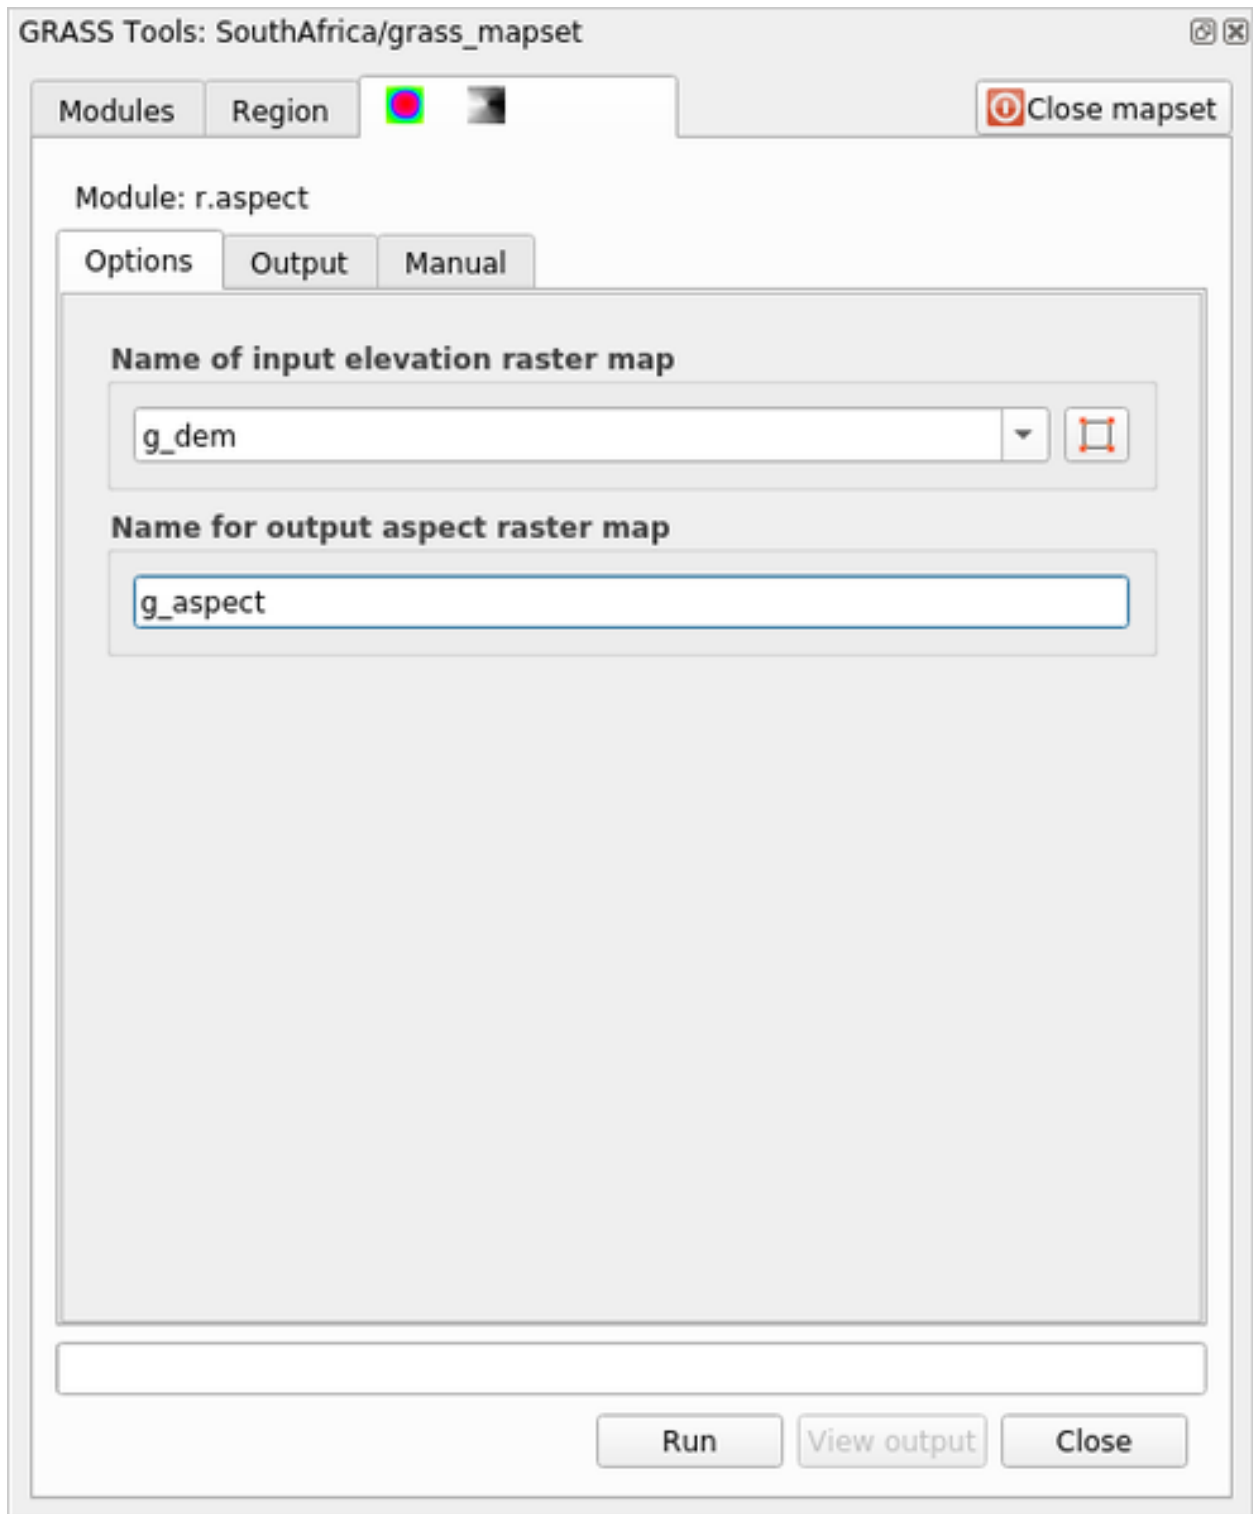 GRASS Tools: SouthAfrica/grass_mapset
Modules
Region
Close mapset
Module: r.aspect
Options
Output
Manual
Name of input elevation raster map
g_dem
Name for output aspect raster map
g_aspect
Run
View output
Close